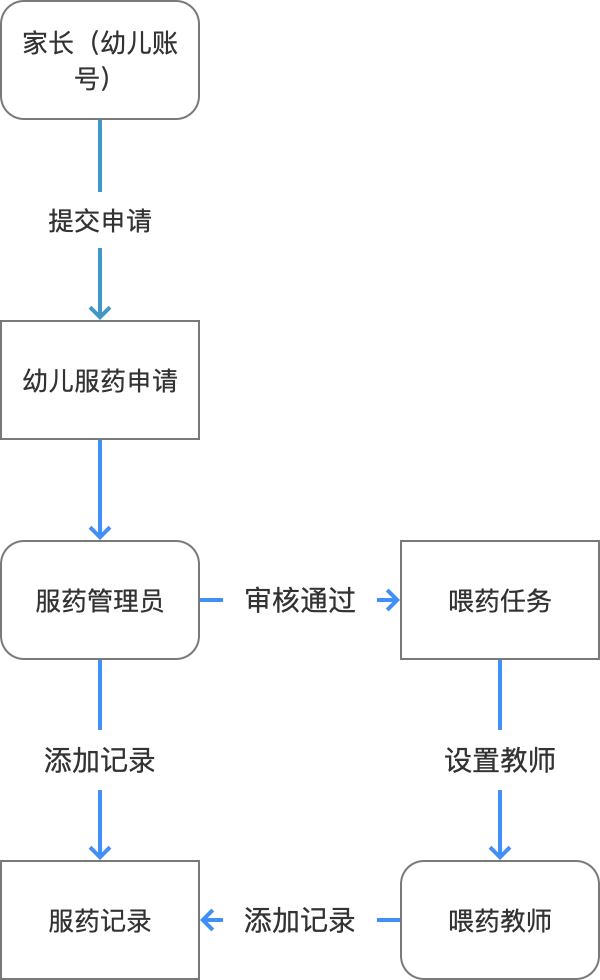 家长（幼儿账
号）
提交申请
幼儿服药申请
服药管理员
审核通过
喂药任务
添加记录
设置教师
服药记录
添加记录
喂药教师